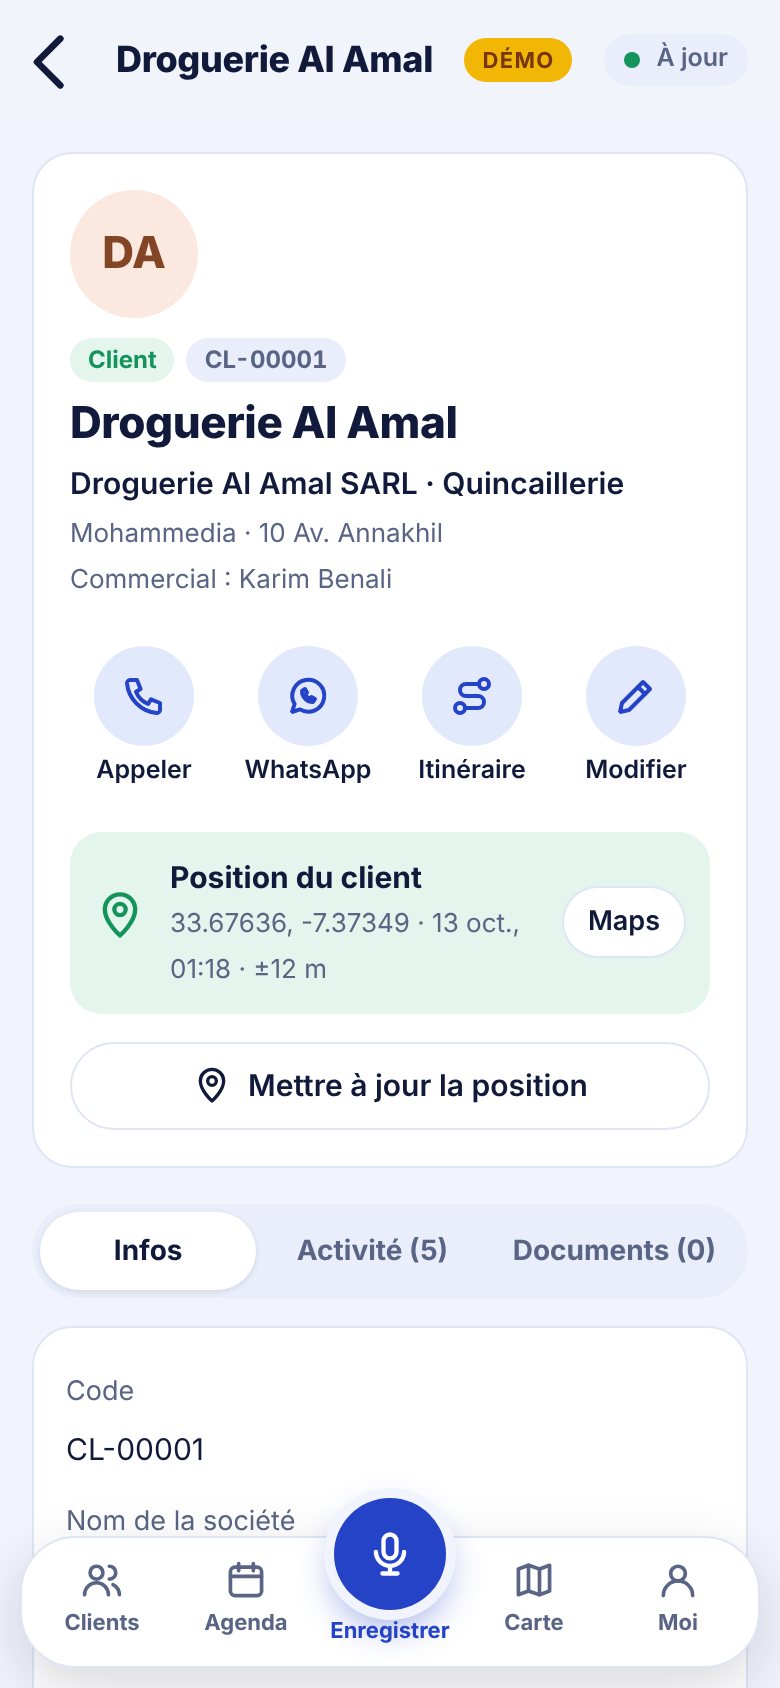 Droguerie Al Amal
DÉMO
À jour
DA
Client
CL-00001
Droguerie Al Amal
Droguerie Al Amal SARL · Quincaillerie
Mohammedia · 10 Av. Annakhil
Commercial : Karim Benali
Appeler
WhatsApp
Itinéraire
Modifier
Position du client
33.67636, -7.37349 · 13 oct.,
01:18 · ±12 m
Maps
Mettre à jour la position
Infos
Activité (5)
Documents (0)
Code
CL-00001
Nom de la société
Clients
Agenda
Enregistrer
Carte
Moi